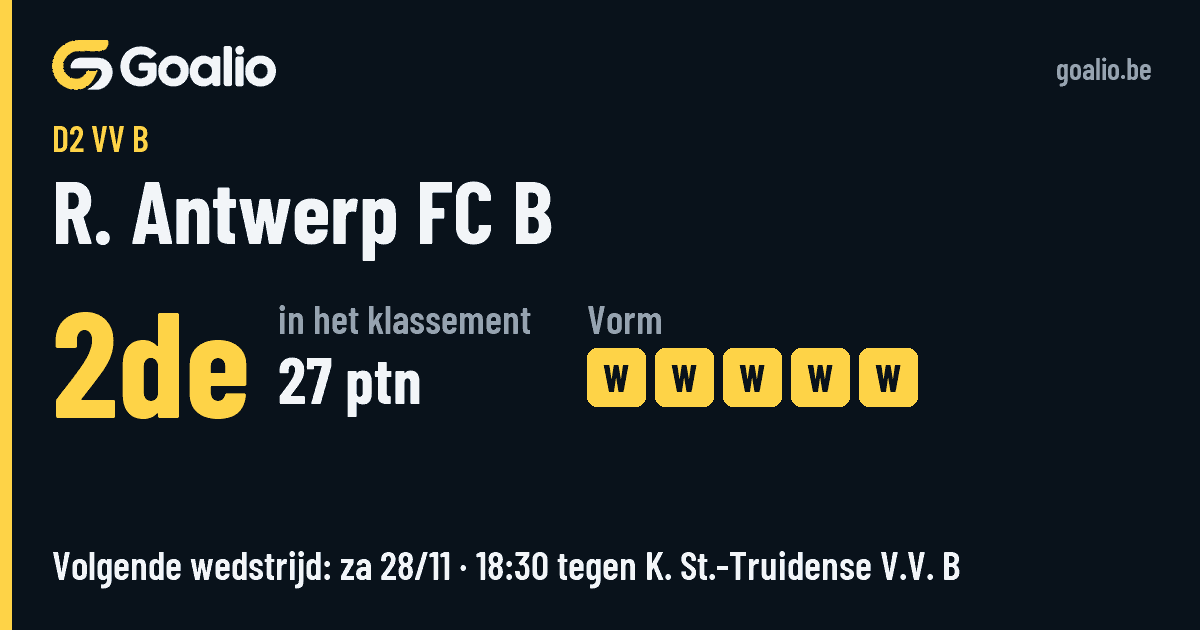 Goalio
goalio.be
D2 VV B
R. Antwerp FC B
2de
in het klassement
27 ptn
Vorm
W W W W W
Volgende wedstrijd: za 28/11 · 18:30 tegen K. St.-Truidense V.V. B